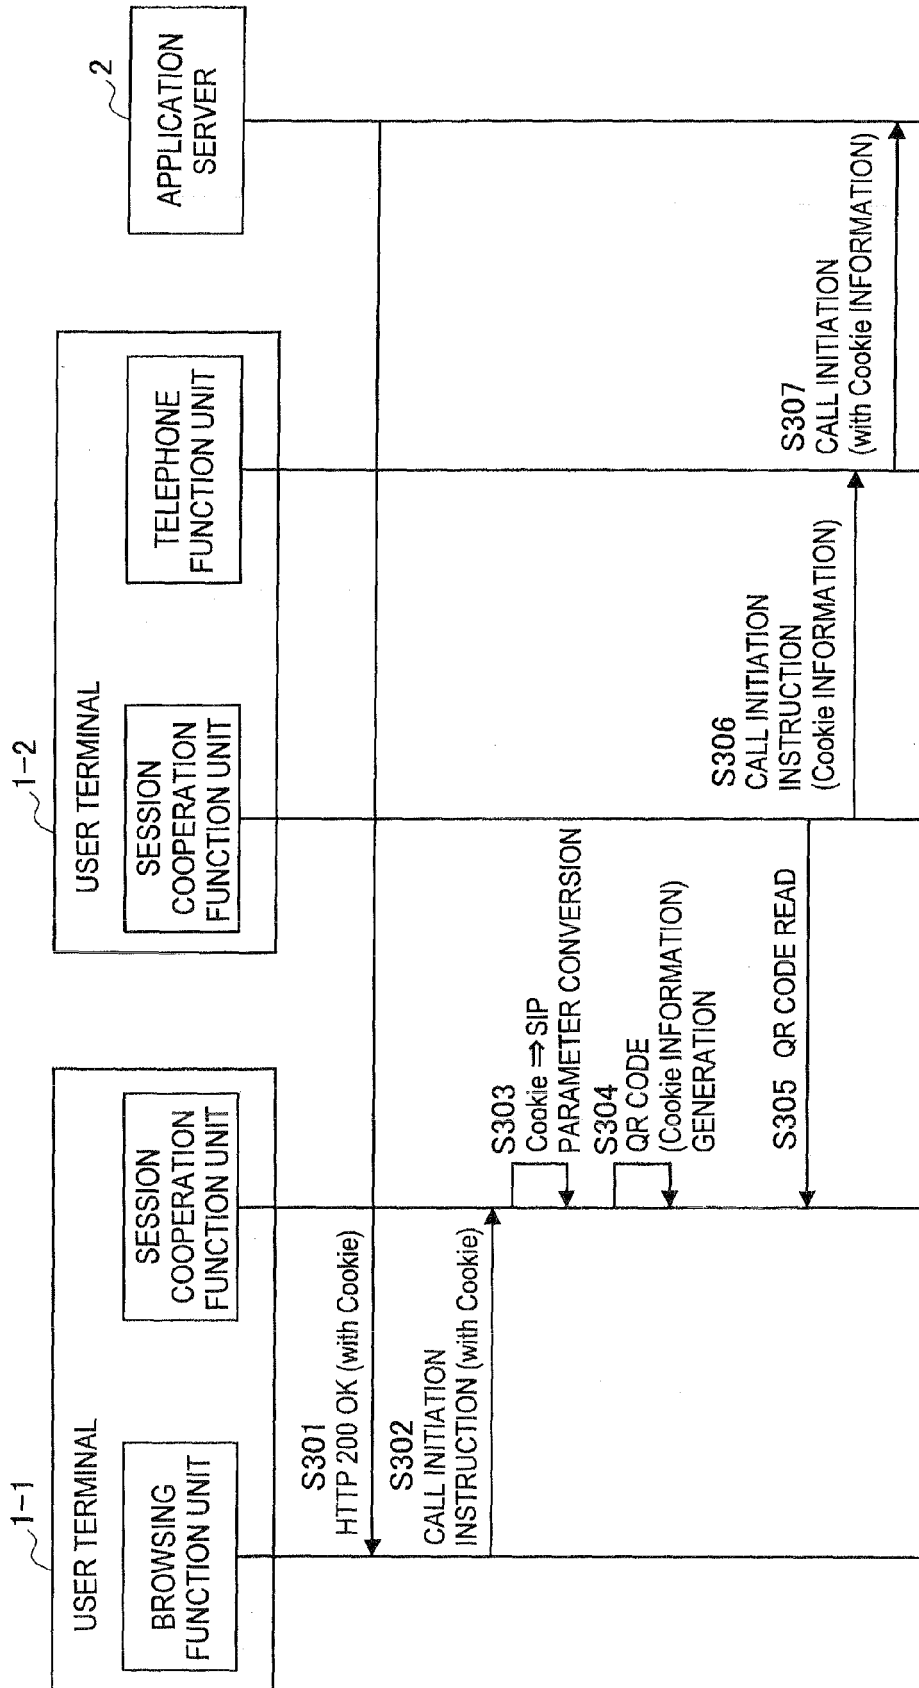 1-1
USER TERMINAL
BROWSING
FUNCTION UNIT
SESSION
COOPERATION
FUNCTION UNIT
1-2
USER TERMINAL
SESSION
COOPERATION
FUNCTION UNIT
TELEPHONE
FUNCTION UNIT
2
APPLICATION
SERVER
S301
HTTP 200 OK (with Cookie)
S302
CALL INITIATION
INSTRUCTION (with Cookie)
S303
Cookie ⇒ SIP
PARAMETER CONVERSION
S304
QR CODE
(Cookie INFORMATION)
GENERATION
S305 QR CODE READ
S306
CALL INITIATION
INSTRUCTION
(Cookie INFORMATION)
S307
CALL INITIATION
(with Cookie INFORMATION)